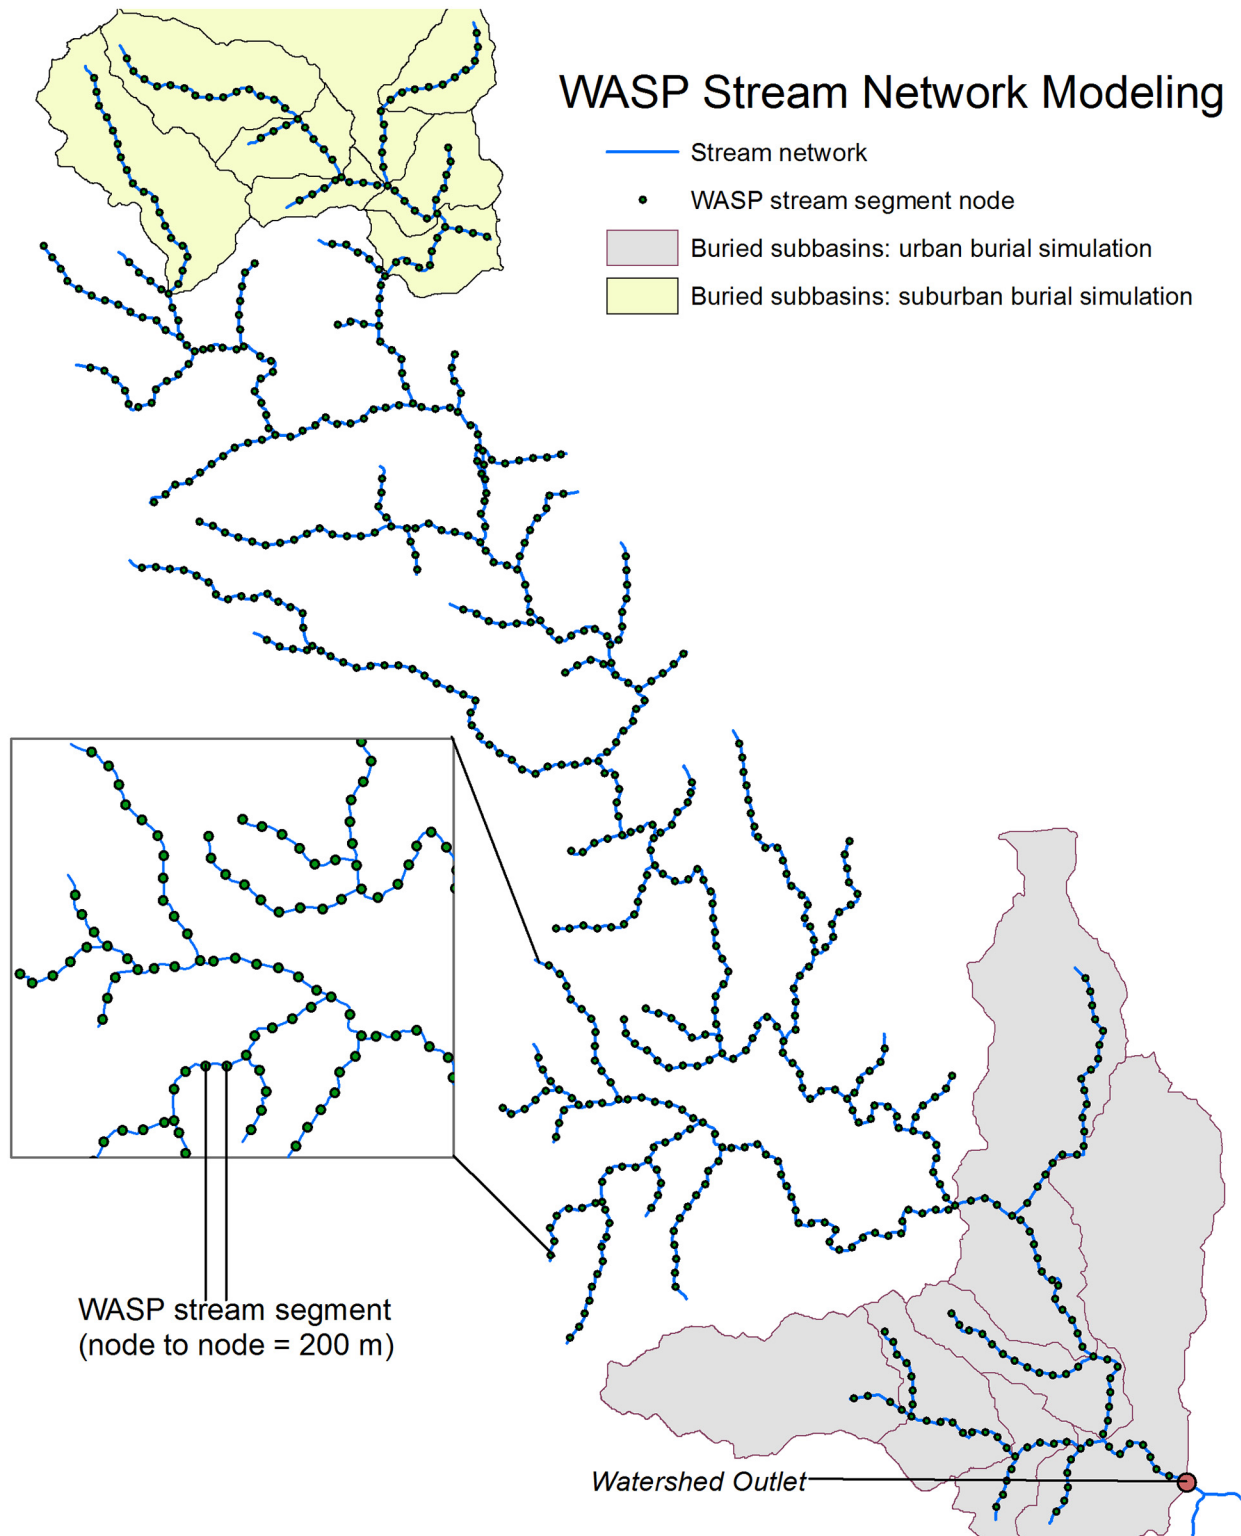 WASP Stream Network Modeling
Stream network
WASP stream segment node
Buried subbasins: urban burial simulation
Buried subbasins: suburban burial simulation
WASP stream segment
(node to node = 200 m)
Watershed Outlet